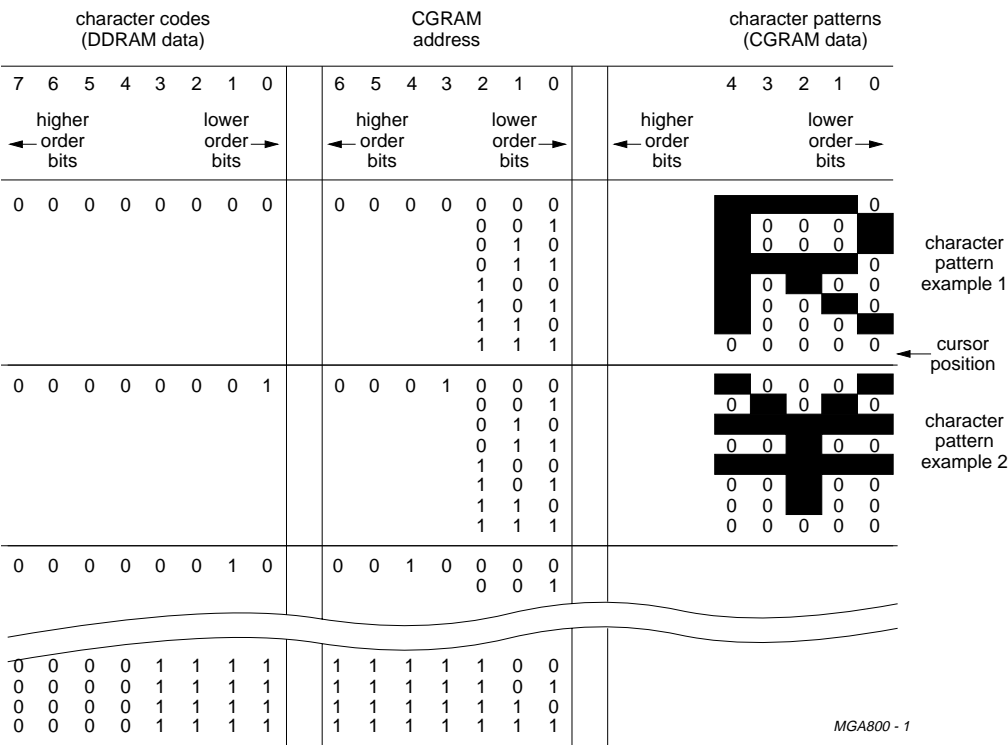 character codes CGRAM character patterns
(DDRAM data) address (CGRAM data)
7 6 5 4 3 2 1 0 6 5 4 3 2 1 0 4 3 2 1 0
higher lower higher lower higher lower
order order order order order order
bits bits bits bits bits bits
0 0 0 0 0 0 0 0 0 0 0 0 0 0 0 0
0 0 1 0 0 0
0 1 0 0 0 0 character
0 1 1 0 pattern
1 0 0 0 0 0 example 1
1 0 1 0 0 0
1 1 0 0 0 0
1 1 1 0 0 0 0 0 cursor
position
0 0 0 0 0 0 0 1 0 0 0 1 0 0 0 0 0 0
0 0 1 0 0 0
0 1 0 character
0 1 1 0 0 0 0 pattern
1 0 0 example 2
1 0 1 0 0 0 0
1 1 0 0 0 0 0
1 1 1 0 0 0 0 0
0 0 0 0 0 0 1 0 0 0 1 0 0 0 0
0 0 1
0 0 0 0 1 1 1 1 1 1 1 1 1 0 0
0 0 0 0 1 1 1 1 1 1 1 1 1 0 1
0 0 0 0 1 1 1 1 1 1 1 1 1 1 0
0 0 0 0 1 1 1 1 1 1 1 1 1 1 1 MGA800 - 1